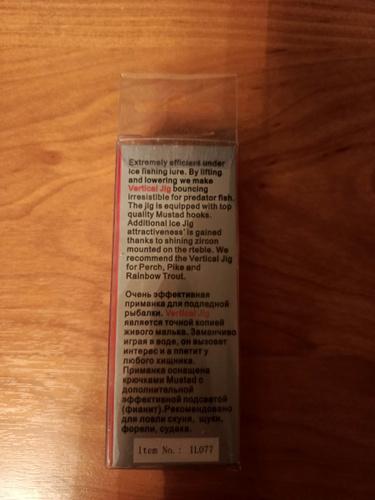 Extremely efficient under
ice fishing lure. By lifting
and lowering we make
Vertical Jig bouncing
irresistible for predator fish.
The jig is equipped with top
quality Mustad hooks.
Additional Ice Jig
attractiveness' is gained
thanks to shining zircon
mounted on the rteble. We
recommend the Vertical Jig
for Perch, Pike and
Rainbow Trout.
Очень эффективная
приманка для подледной
рыбалки. Vertical Jig
является точной копией
живого малька. Заманчиво
играя в воде, он вызовет
интерес и а ппетит у
любого хищника.
Приманка оснащена
крючками Mustad с
дополнительной
эффективной подсветой
(фианит).Рекомендовано
для ловли скуня, щуки,
форели, судака.
Item No.: IL077